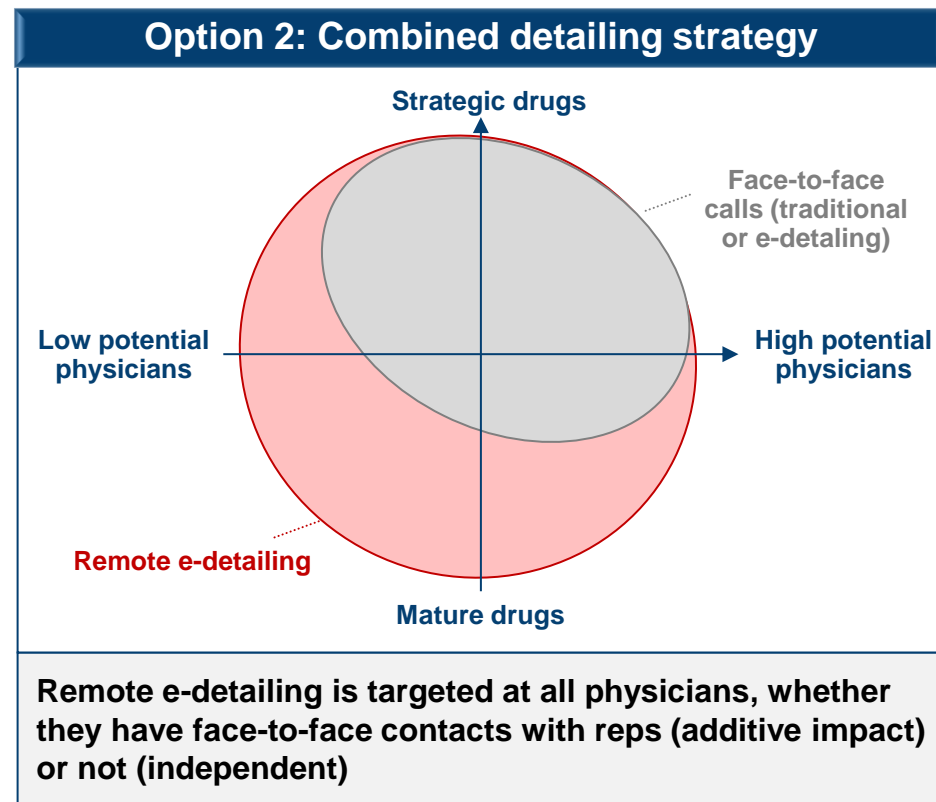 Option 2: Combined detailing strategy
Strategic drugs
Face-to-face
calls (traditional
or e-detaling)
Low potential
physicians
High potential
physicians
Remote e-detailing
Mature drugs
Remote e-detailing is targeted at all physicians, whether
they have face-to-face contacts with reps (additive impact)
or not (independent)